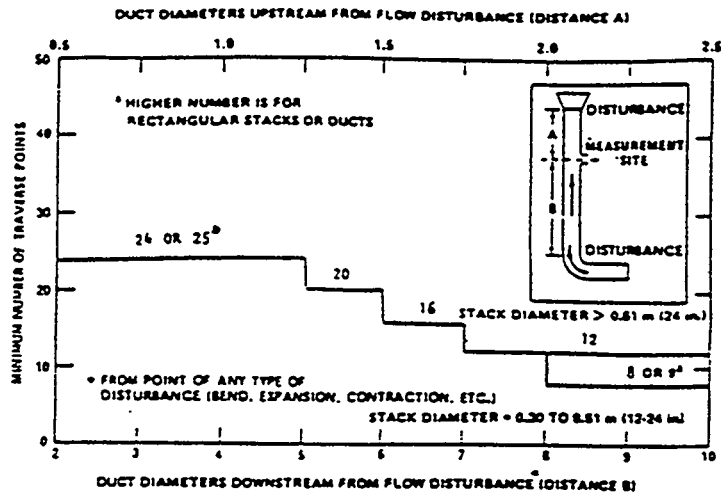 DUCT DIAMETERS UPSTREAM FROM FLOW DISTURBANCE (DISTANCE A)
0.5 1.0 1.5 2.0 2.5
50
40
30
20
10
0
MINIMUM NUMBER OF TRAVERSE POINTS
a HIGHER NUMBER IS FOR
RECTANGULAR STACKS OR DUCTS
DISTURBANCE
A
MEASUREMENT
SITE
B
DISTURBANCE
24 OR 25
20
16
STACK DIAMETER > 0.61 m (24 in.)
12
8 OR 9 a
* FROM POINT OF ANY TYPE OF
DISTURBANCE (BEND, EXPANSION, CONTRACTION, ETC.)
STACK DIAMETER = 0.30 TO 0.61 m (12-24 in.)
2 3 4 5 6 7 8 9 10
DUCT DIAMETERS DOWNSTREAM FROM FLOW DISTURBANCE (DISTANCE B)